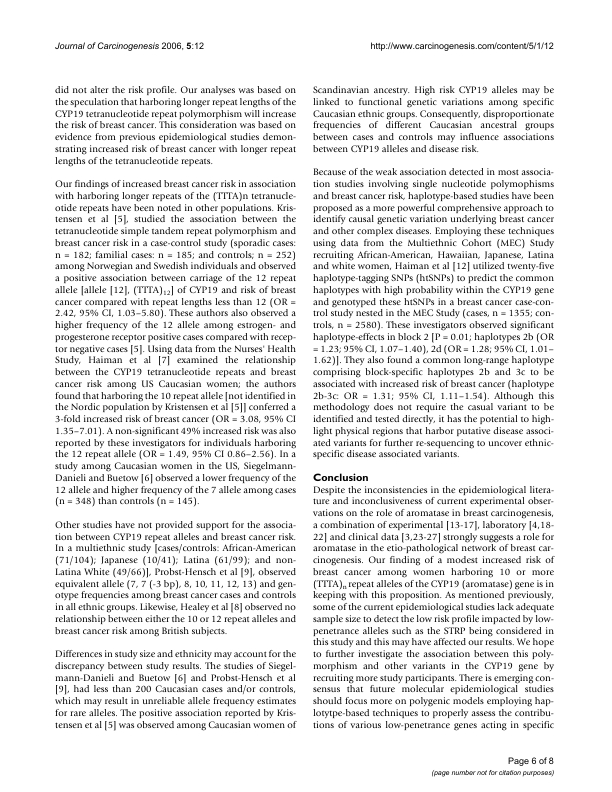 Journal of Carcinogenesis 2006, 5:12
http://www.carcinogenesis.com/content/5/1/12
did not alter the risk profile. Our analyses was based on
the speculation that harboring longer repeat lengths of the
CYP19 tetranucleotide repeat polymorphism will increase
the risk of breast cancer. This consideration was based on
evidence from previous epidemiological studies demon-
strating increased risk of breast cancer with longer repeat
lengths of the tetranucleotide repeats.
Our findings of increased breast cancer risk in association
with harboring longer repeats of the (TTTA)n tetranucle-
otide repeats have been noted in other populations. Kris-
tensen et al [5], studied the association between the
tetranucleotide simple tandem repeat polymorphism and
breast cancer risk in a case-control study (sporadic cases:
n = 182; familial cases: n = 185; and controls; n = 252)
among Norwegian and Swedish individuals and observed
a positive association between carriage of the 12 repeat
allele [allele [12], (TTTA)12] of CYP19 and risk of breast
cancer compared with repeat lengths less than 12 (OR =
2.42, 95% CI, 1.03–5.80). These authors also observed a
higher frequency of the 12 allele among estrogen- and
progesterone receptor positive cases compared with recep-
tor negative cases [5]. Using data from the Nurses' Health
Study, Haiman et al [7] examined the relationship
between the CYP19 tetranucleotide repeats and breast
cancer risk among US Caucasian women; the authors
found that harboring the 10 repeat allele [not identified in
the Nordic population by Kristensen et al [5]] conferred a
3-fold increased risk of breast cancer (OR = 3.08, 95% CI
1.35–7.01). A non-significant 49% increased risk was also
reported by these investigators for individuals harboring
the 12 repeat allele (OR = 1.49, 95% CI 0.86–2.56). In a
study among Caucasian women in the US, Siegelmann-
Danieli and Buetow [6] observed a lower frequency of the
12 allele and higher frequency of the 7 allele among cases
(n = 348) than controls (n = 145).
Other studies have not provided support for the associa-
tion between CYP19 repeat alleles and breast cancer risk.
In a multiethnic study [cases/controls: African-American
(71/104); Japanese (10/41); Latina (61/99); and non-
Latina White (49/66)], Probst-Hensch et al [9], observed
equivalent allele (7, 7 (-3 bp), 8, 10, 11, 12, 13) and gen-
otype frequencies among breast cancer cases and controls
in all ethnic groups. Likewise, Healey et al [8] observed no
relationship between either the 10 or 12 repeat alleles and
breast cancer risk among British subjects.
Differences in study size and ethnicity may account for the
discrepancy between study results. The studies of Siegel-
mann-Danieli and Buetow [6] and Probst-Hensch et al
[9], had less than 200 Caucasian cases and/or controls,
which may result in unreliable allele frequency estimates
for rare alleles. The positive association reported by Kris-
tensen et al [5] was observed among Caucasian women of
Scandinavian ancestry. High risk CYP19 alleles may be
linked to functional genetic variations among specific
Caucasian ethnic groups. Consequently, disproportionate
frequencies of different Caucasian ancestral groups
between cases and controls may influence associations
between CYP19 alleles and disease risk.
Because of the weak association detected in most associa-
tion studies involving single nucleotide polymophisms
and breast cancer risk, haplotype-based studies have been
proposed as a more powerful comprehensive approach to
identify causal genetic variation underlying breast cancer
and other complex diseases. Employing these techniques
using data from the Multiethnic Cohort (MEC) Study
recruiting African-American, Hawaiian, Japanese, Latina
and white women, Haiman et al [12] utilized twenty-five
haplotype-tagging SNPs (htSNPs) to predict the common
haplotypes with high probability within the CYP19 gene
and genotyped these htSNPs in a breast cancer case-con-
trol study nested in the MEC Study (cases, n = 1355; con-
trols, n = 2580). These investigators observed significant
haplotype-effects in block 2 [P = 0.01; haplotypes 2b (OR
= 1.23; 95% CI, 1.07–1.40), 2d (OR = 1.28; 95% CI, 1.01–
1.62)]. They also found a common long-range haplotype
comprising block-specific haplotypes 2b and 3c to be
associated with increased risk of breast cancer (haplotype
2b-3c: OR = 1.31; 95% CI, 1.11–1.54). Although this
methodology does not require the casual variant to be
identified and tested directly, it has the potential to high-
light physical regions that harbor putative disease associ-
ated variants for further re-sequencing to uncover ethnic-
specific disease associated variants.
Conclusion
Despite the inconsistencies in the epidemiological litera-
ture and inconclusiveness of current experimental obser-
vations on the role of aromatase in breast carcinogenesis,
a combination of experimental [13-17], laboratory [4,18-
22] and clinical data [3,23-27] strongly suggests a role for
aromatase in the etio-pathological network of breast car-
cinogenesis. Our finding of a modest increased risk of
breast cancer among women harboring 10 or more
(TTTA)n repeat alleles of the CYP19 (aromatase) gene is in
keeping with this proposition. As mentioned previously,
some of the current epidemiological studies lack adequate
sample size to detect the low risk profile impacted by low-
penetrance alleles such as the STRP being considered in
this study and this may have affected our results. We hope
to further investigate the association between this poly-
morphism and other variants in the CYP19 gene by
recruiting more study participants. There is emerging con-
sensus that future molecular epidemiological studies
should focus more on polygenic models employing hap-
lotytpe-based techniques to properly assess the contribu-
tions of various low-penetrance genes acting in specific
Page 6 of 8
(page number not for citation purposes)